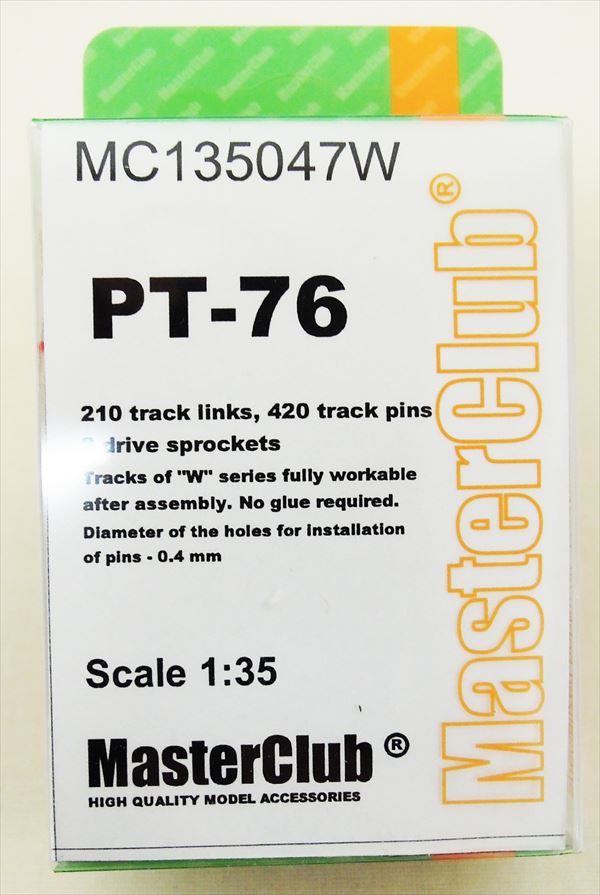 MC135047W
PT-76
210 track links, 420 track pins
drive sprockets
Tracks of "W" series fully workable
after assembly. No glue required.
Diameter of the holes for installation
of pins - 0.4 mm
Scale 1:35
MasterClub ®
HIGH QUALITY MODEL ACCESSORIES
MasterClub ®